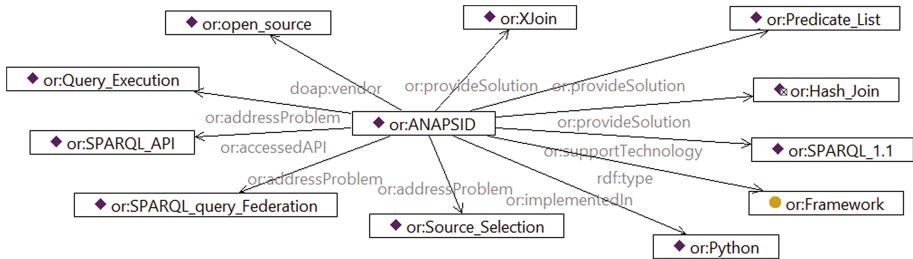 or:open_source
or:XJoin
or:Predicate_List
or:Query_Execution
doap:vendor
or:provideSolution
or:provideSolution
or:Hash_Join
or:addressProblem
or:ANAPSID
or:provideSolution
or:SPARQL_API
or:accessedAPI
or:supportTechnology
or:SPARQL_1.1
or:addressProblem
or:addressProblem
rdf:type
or:SPARQL_query_Federation
or:implementedIn
or:Framework
or:Source_Selection
or:Python